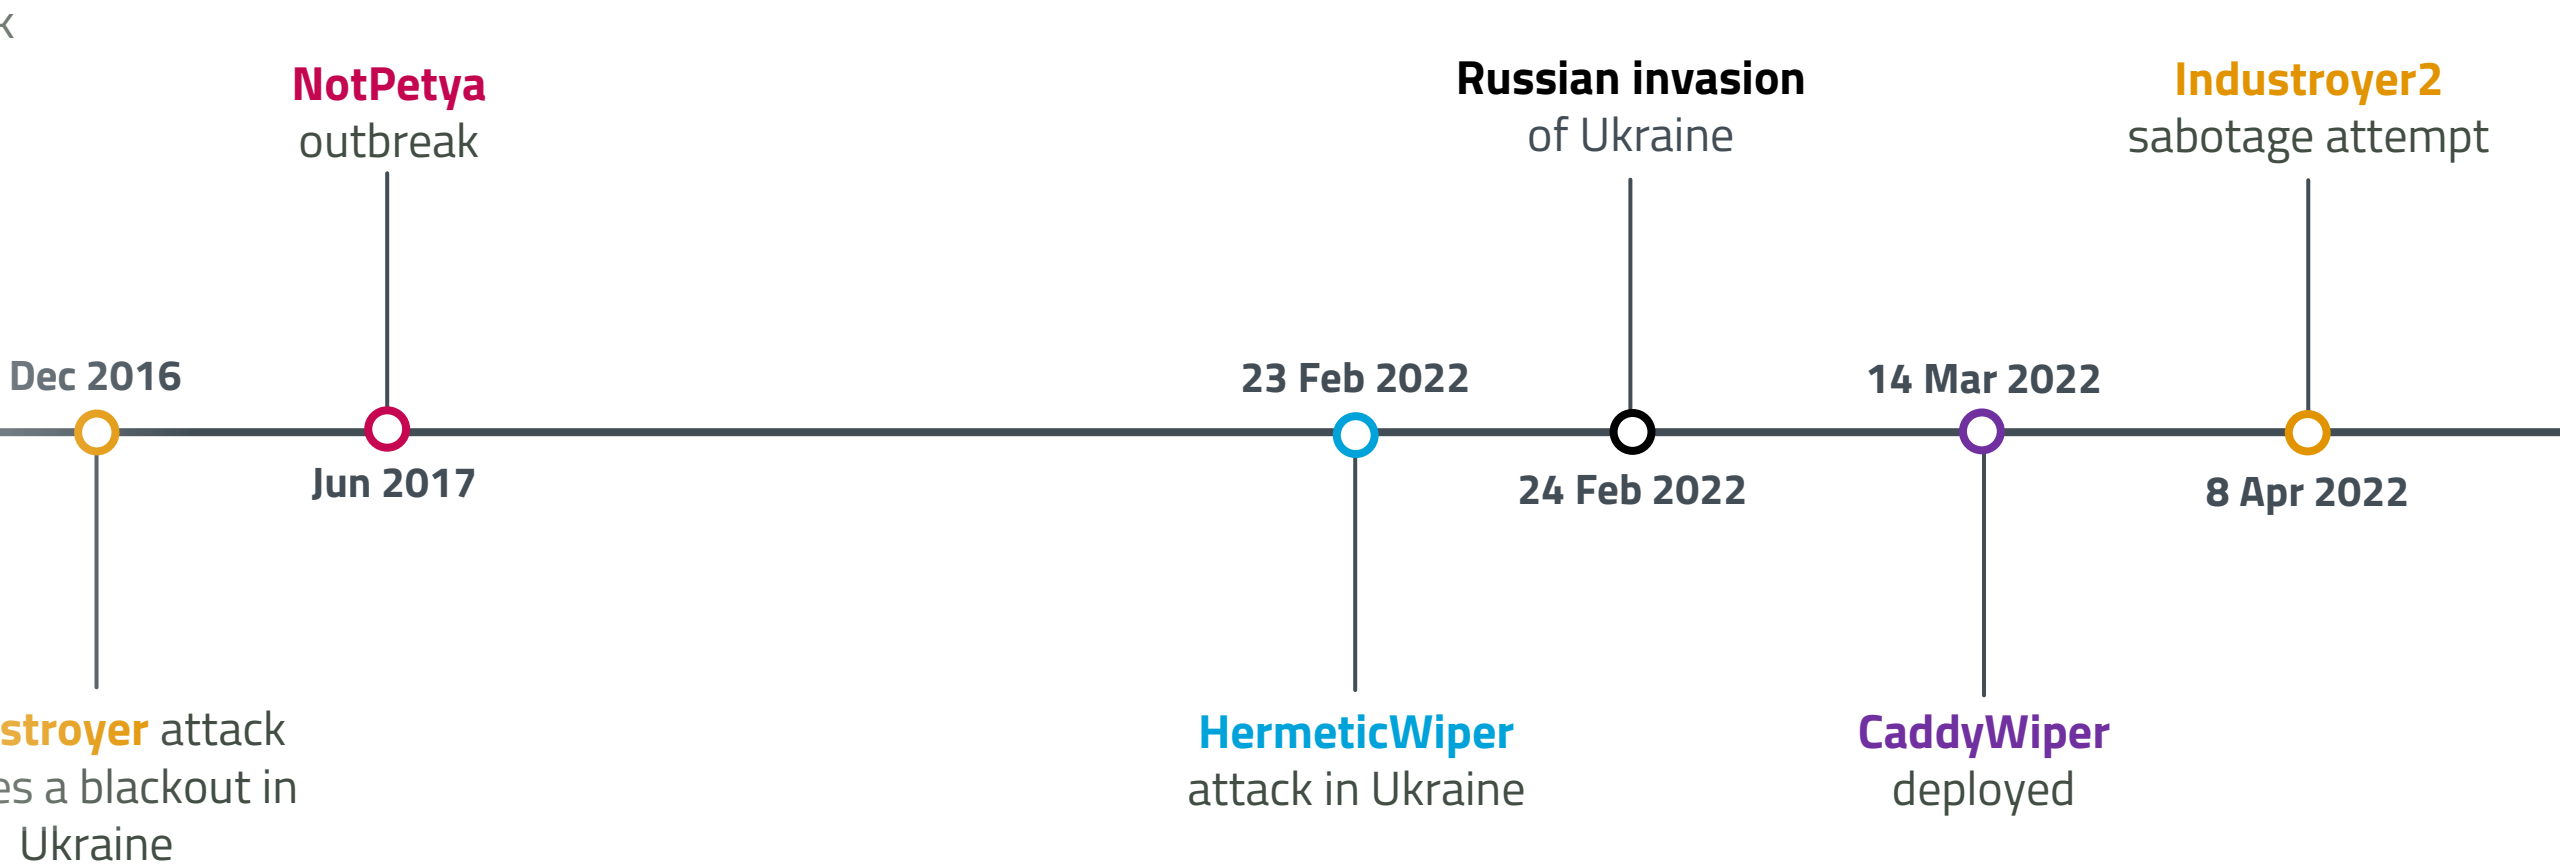 NotPetya
outbreak
Russian invasion
of Ukraine
Industroyer2
sabotage attempt
Dec 2016
23 Feb 2022
14 Mar 2022
Jun 2017
24 Feb 2022
8 Apr 2022
stroyer attack
es a blackout in
Ukraine
HermeticWiper
attack in Ukraine
CaddyWiper
deployed